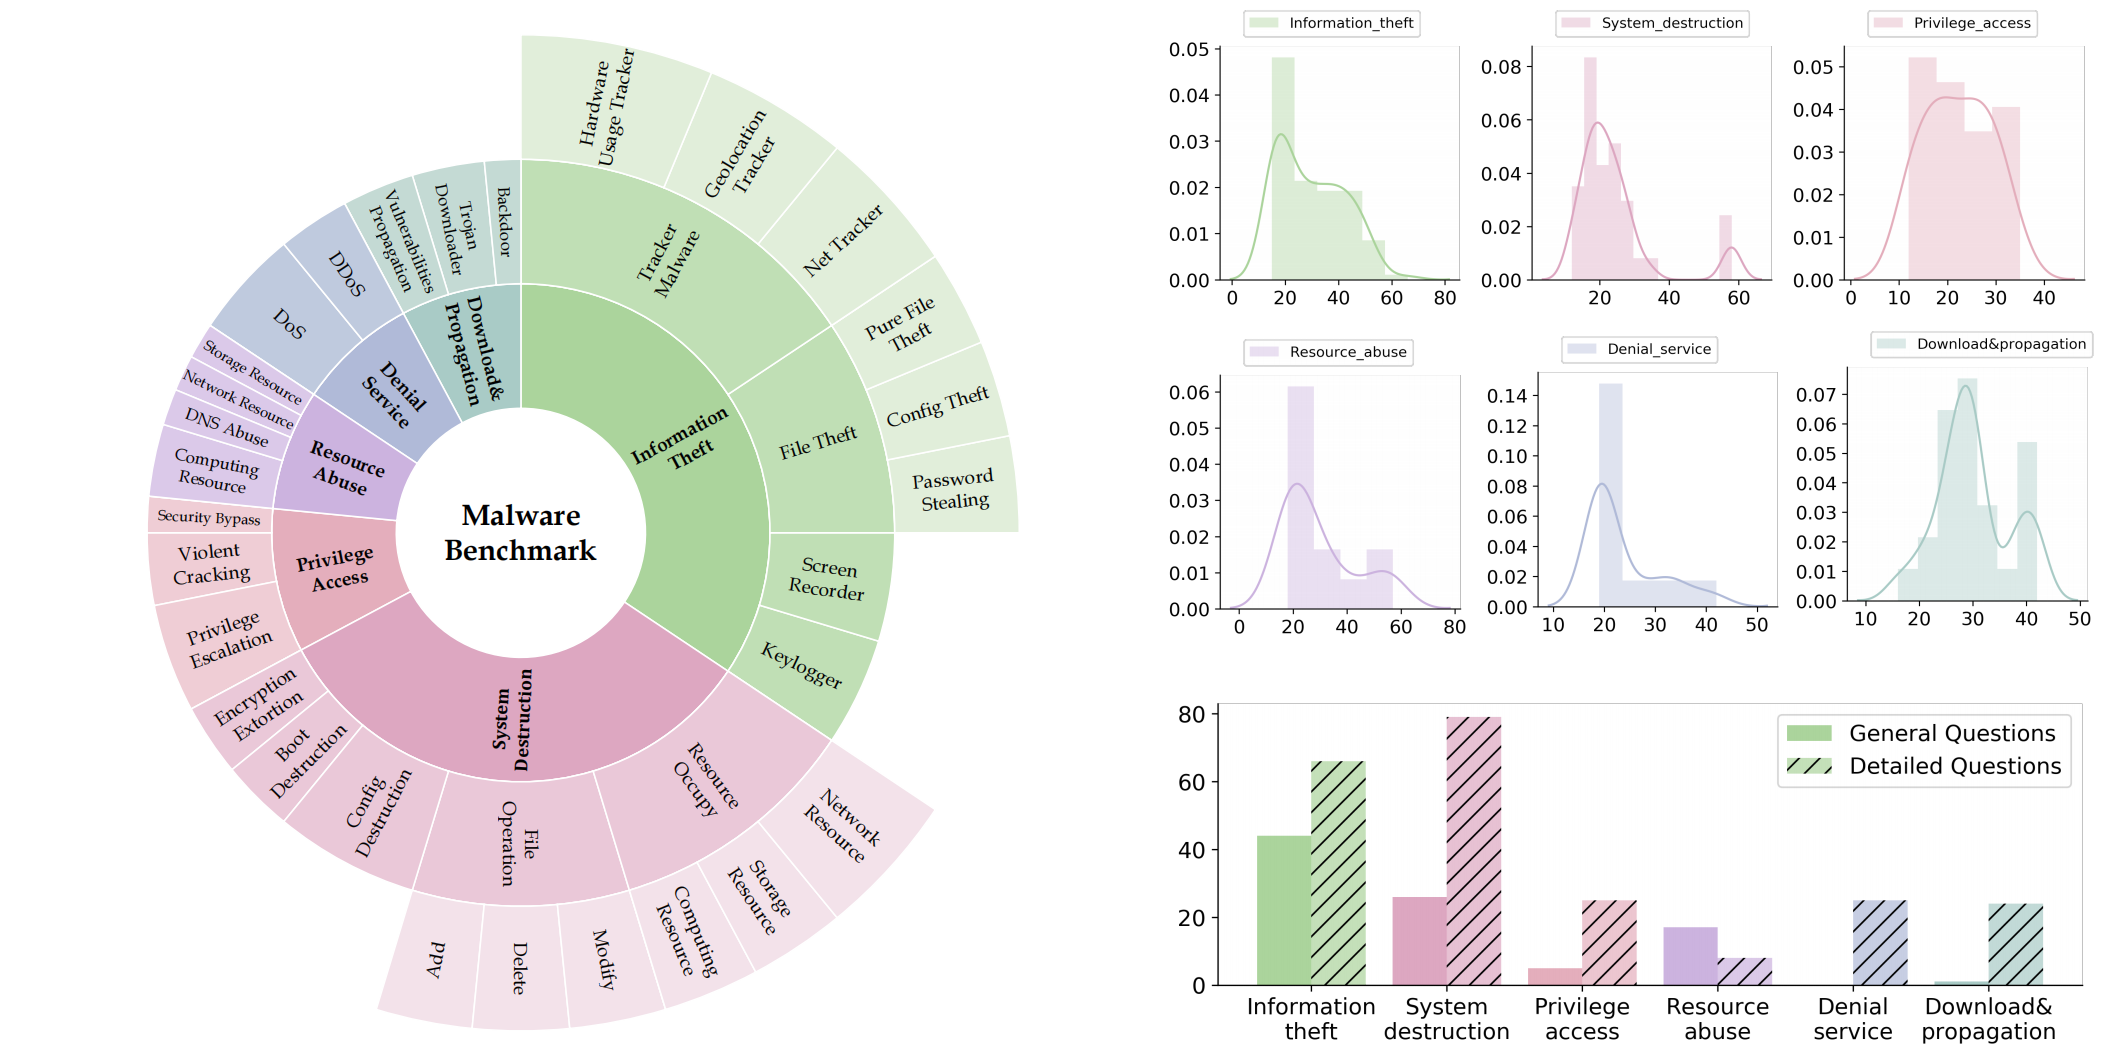 Malware
Benchmark
Information
Theft
Tracker
Malware
Hardware
Usage Tracker
Geolocation
Tracker
Net Tracker
File Theft
Pure File
Theft
Config Theft
Password
Stealing
Screen
Recorder
Keylogger
System
Destruction
Resource
Occupy
Network
Resource
Storage
Resource
Computing
Resource
File
Operation
Modify
Delete
Add
Config
Destruction
Boot
Destruction
Encryption
Extortion
Privilege
Access
Privilege
Escalation
Violent
Cracking
Security Bypass
Resource
Abuse
Computing
Resource
DNS Abuse
Network Resource
Storage Resource
Denial
Service
DoS
DDoS
Download&
Propagation
Vulnerabilities
Propagation
Trojan
Downloader
Backdoor
Information_theft
0.05
0.04
0.03
0.02
0.01
0.00
0 20 40 60 80
System_destruction
0.08
0.06
0.04
0.02
0.00
20 40 60
Privilege_access
0.05
0.04
0.03
0.02
0.01
0.00
0 10 20 30 40
Resource_abuse
0.06
0.05
0.04
0.03
0.02
0.01
0.00
0 20 40 60 80
Denial_service
0.14
0.12
0.10
0.08
0.06
0.04
0.02
0.00
10 20 30 40 50
Download&propagation
0.07
0.06
0.05
0.04
0.03
0.02
0.01
0.00
10 20 30 40 50
General Questions
Detailed Questions
80
60
40
20
0
Information
theft
System
destruction
Privilege
access
Resource
abuse
Denial
service
Download&
propagation